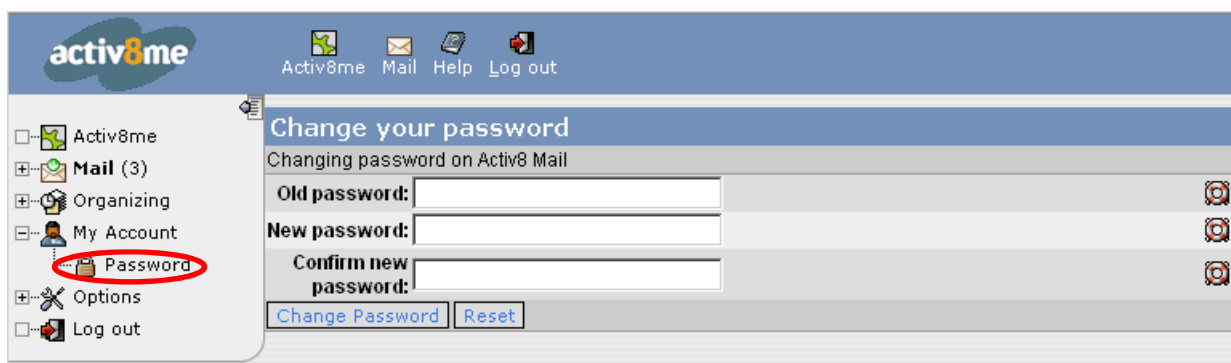 activ8me
Activ8me Mail Help Log out
Activ8me
Mail (3)
Organizing
My Account
Password
Options
Log out
Change your password
Changing password on Activ8 Mail
Old password:
New password:
Confirm new
password:
Change Password Reset